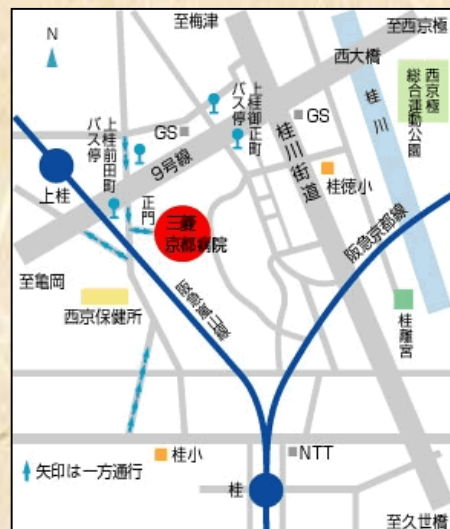 至梅津
至西京極
N
西大橋
上桂御正町
バス停
西京極
総合運動公園
桂川
GS
GS
上桂前田町
バス停
9号線
桂川街道
桂徳小
上桂
正門
三菱
京都病院
阪急京都線
至亀岡
西京保健所
阪急嵐山線
桂離宮
桂小
NTT
矢印は一方通行
桂
至久世橋